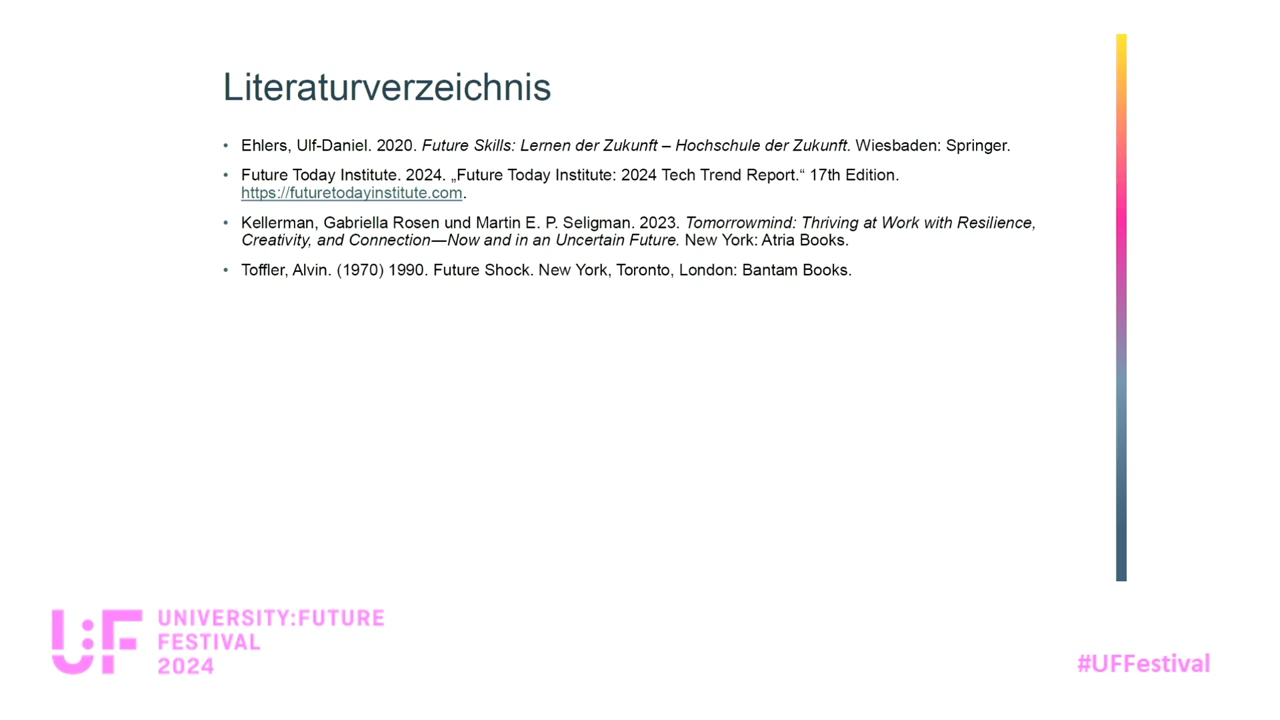 Literaturverzeichnis
• Ehlers, Ulf-Daniel. 2020. Future Skills: Lernen der Zukunft – Hochschule der Zukunft. Wiesbaden: Springer.
• Future Today Institute. 2024. „Future Today Institute: 2024 Tech Trend Report.“ 17th Edition.
https://futuretodayinstitute.com.
• Kellerman, Gabriella Rosen und Martin E. P. Seligman. 2023. Tomorrowmind: Thriving at Work with Resilience,
Creativity, and Connection—Now and in an Uncertain Future. New York: Atria Books.
• Toffler, Alvin. (1970) 1990. Future Shock. New York, Toronto, London: Bantam Books.
U:F
UNIVERSITY:FUTURE
FESTIVAL
2024
#UFFestival